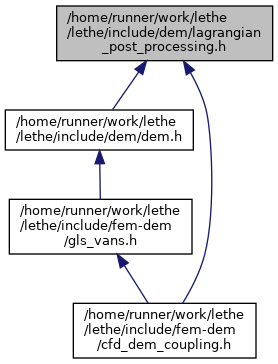 /home/runner/work/lethe
/lethe/include/dem/lagrangian
_post_processing.h
/home/runner/work/lethe
/lethe/include/dem/dem.h
/home/runner/work/lethe
/lethe/include/fem-dem
/gls_vans.h
/home/runner/work/lethe
/lethe/include/fem-dem
/cfd_dem_coupling.h